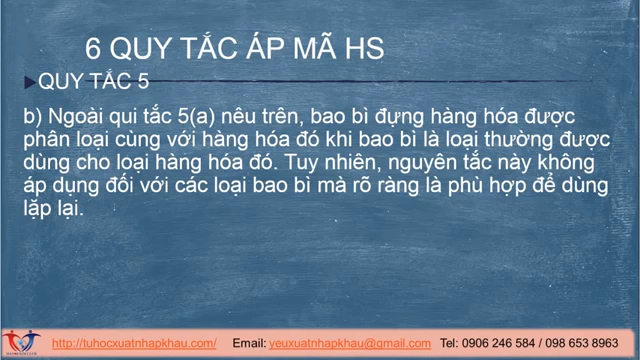 6 QUY TẮC ÁP MÃ HS
QUY TẮC 5
b) Ngoài qui tắc 5(a) nêu trên, bao bì đựng hàng hóa được
phân loại cùng với hàng hóa đó khi bao bì là loại thường được
dùng cho loại hàng hóa đó. Tuy nhiên, nguyên tắc này không
áp dụng đối với các loại bao bì mà rõ ràng là phù hợp để dùng
lặp lại.
http://tuhocxuatnhapkhau.com/ Email: yeuxuatnhapkhau@gmail.com Tel: 0906 246 584 / 098 653 8963